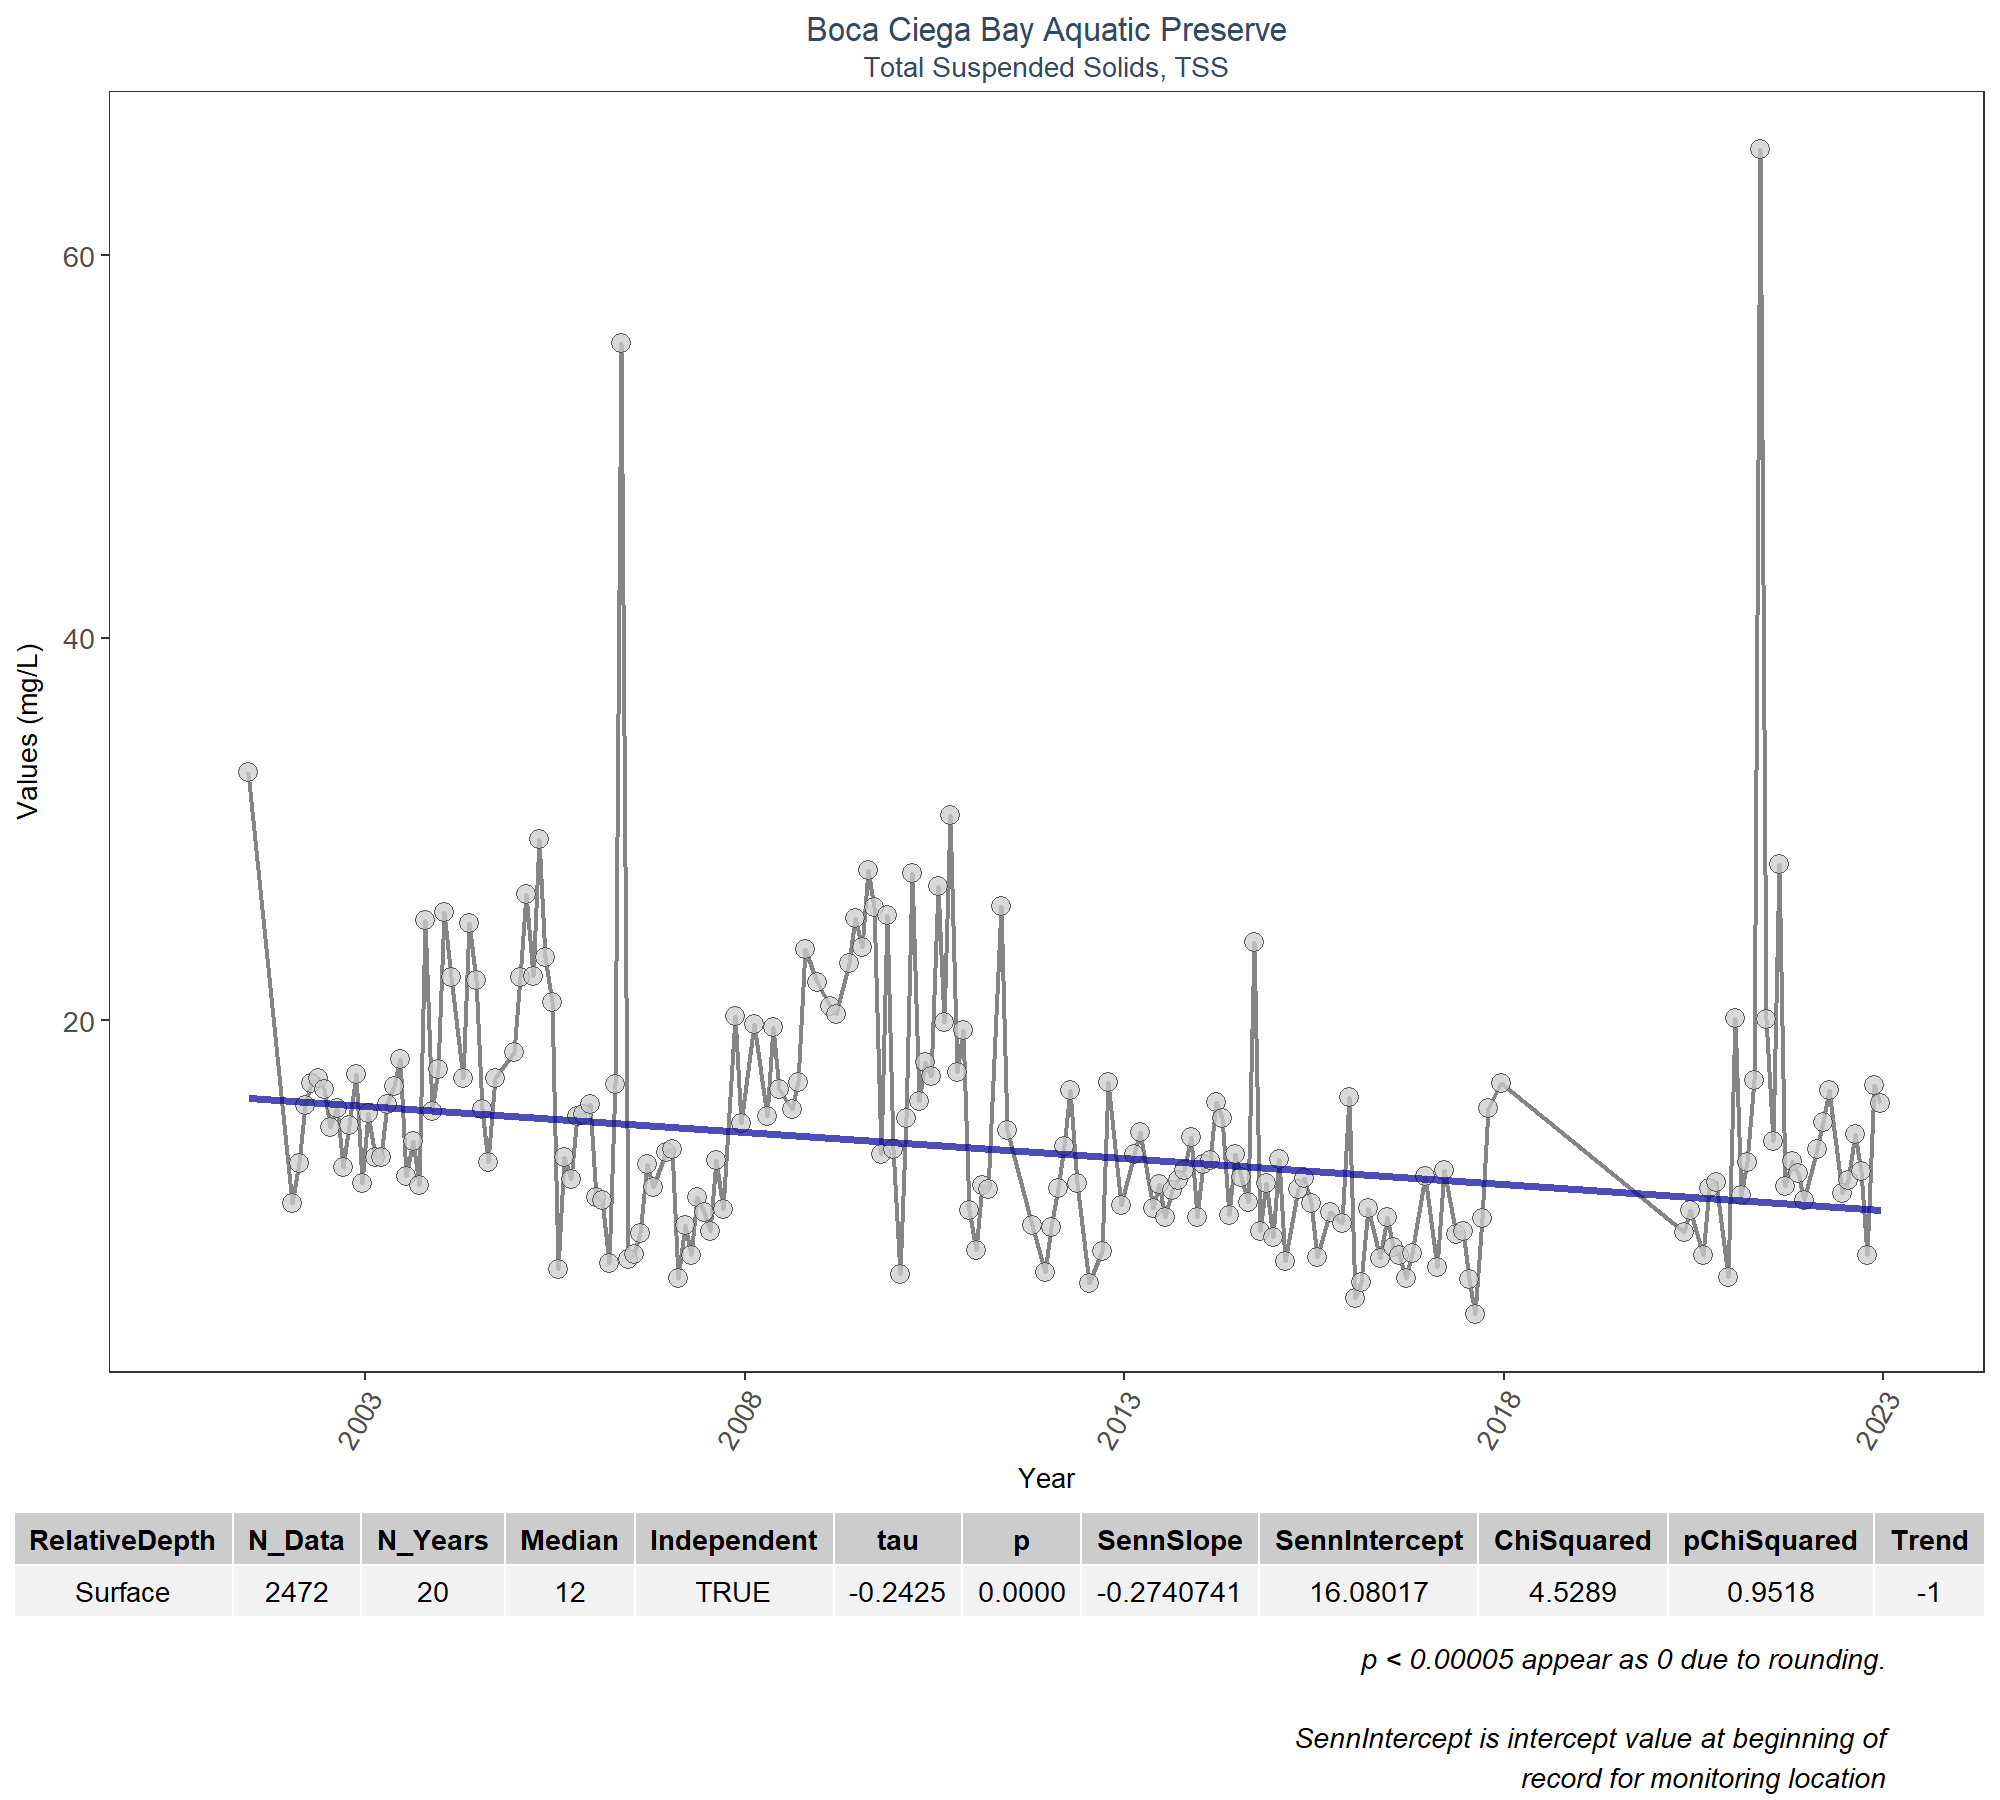 Boca Ciega Bay Aquatic Preserve
Total Suspended Solids, TSS
Values (mg/L)
60
40
20
2003 2008 2013 2018 2023
Year
RelativeDepth N_Data N_Years Median Independent tau p SennSlope SennIntercept ChiSquared pChiSquared Trend
Surface 2472 20 12 TRUE -0.2425 0.0000 -0.2740741 16.08017 4.5289 0.9518 -1
p < 0.00005 appear as 0 due to rounding.
SennIntercept is intercept value at beginning of
record for monitoring location